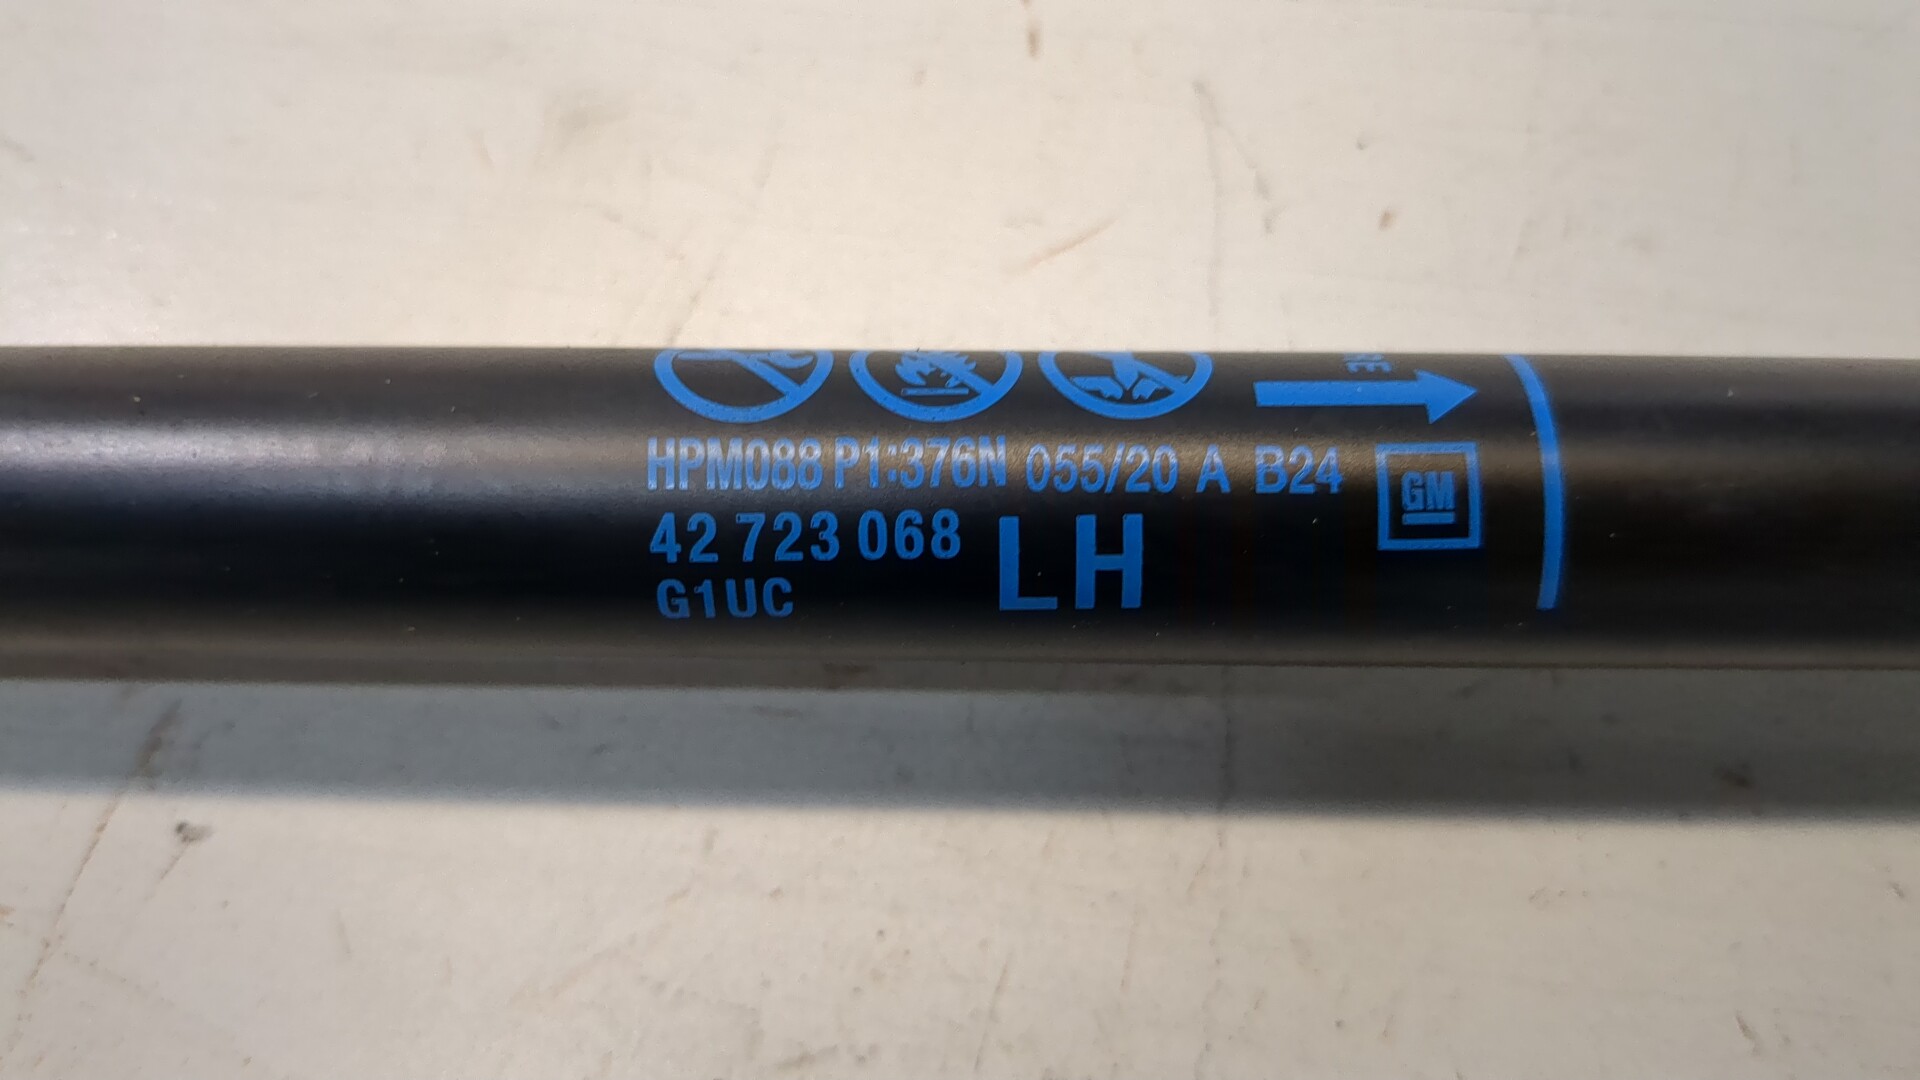 HPM088 P1:376N 055/20 A B24
GM
42 723 068 LH
G1UC